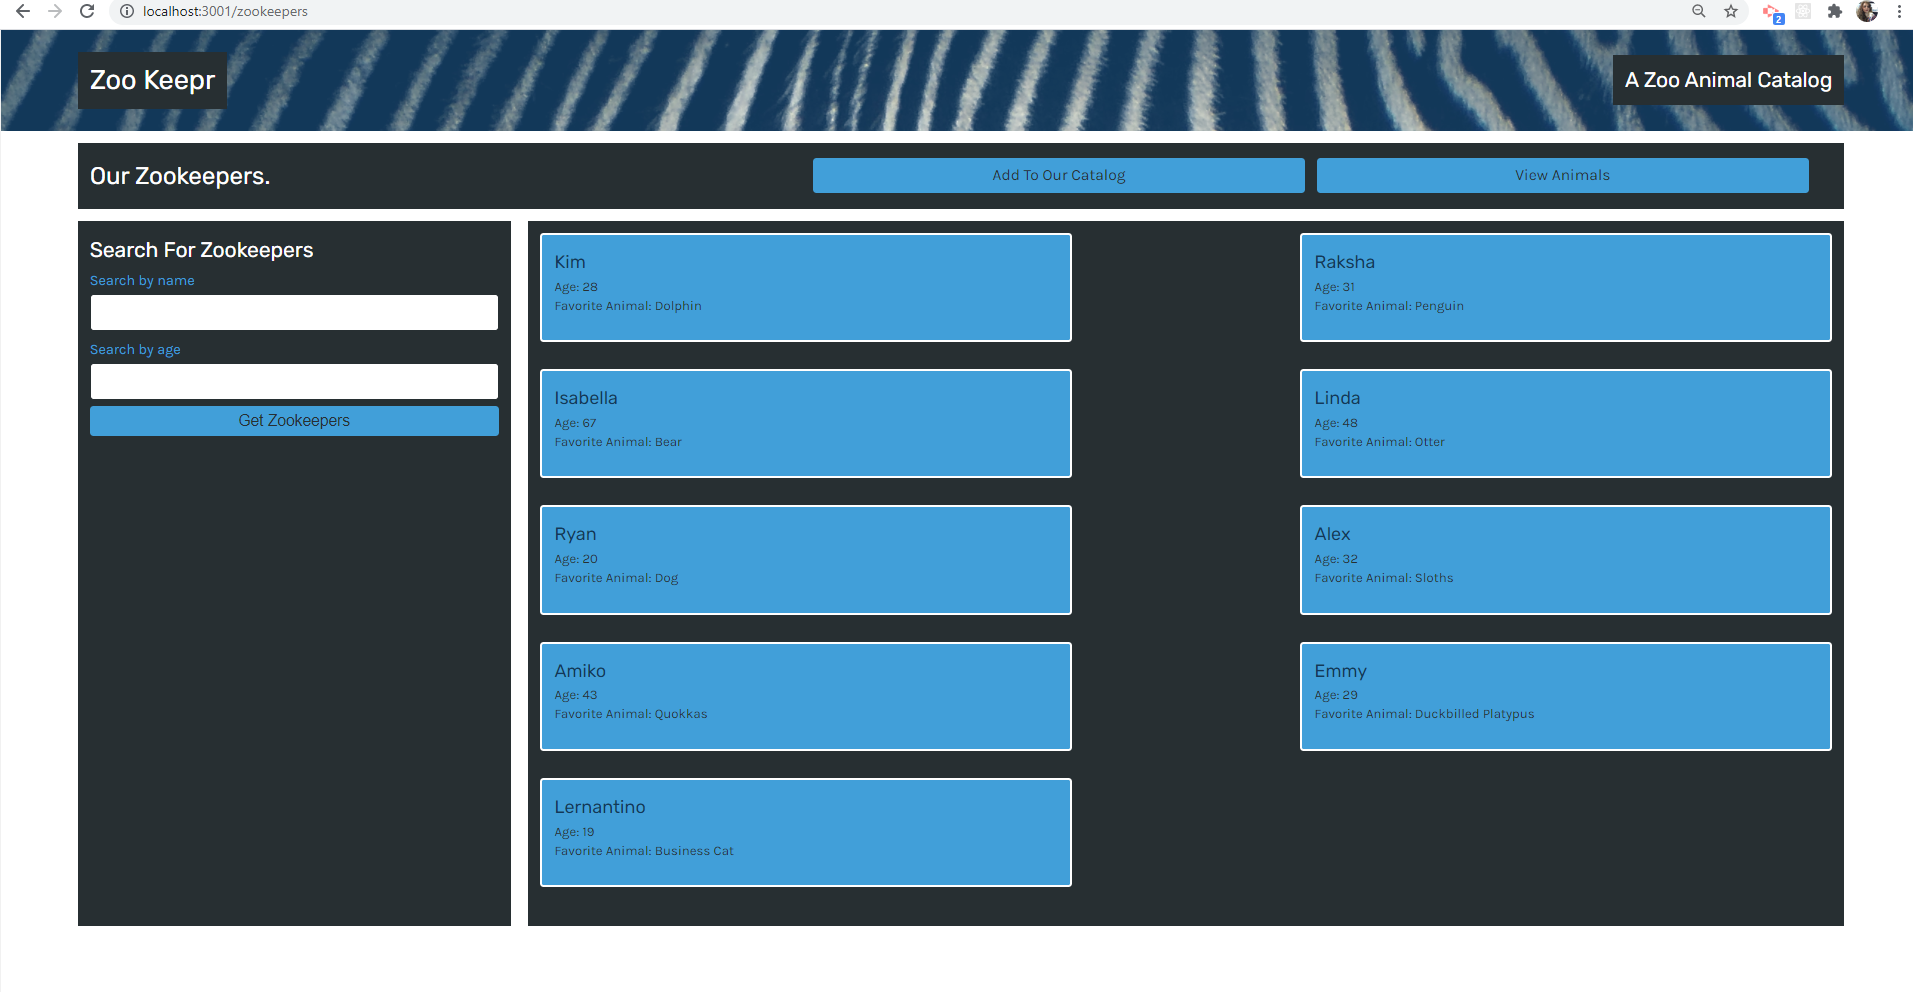 localhost:3001/zookeepers
2
Zoo Keepr
A Zoo Animal Catalog
Our Zookeepers.
Add To Our Catalog
View Animals
Search For Zookeepers
Search by name
Search by age
Get Zookeepers
Kim
Age: 28
Favorite Animal: Dolphin
Raksha
Age: 31
Favorite Animal: Penguin
Isabella
Age: 67
Favorite Animal: Bear
Linda
Age: 48
Favorite Animal: Otter
Ryan
Age: 20
Favorite Animal: Dog
Alex
Age: 32
Favorite Animal: Sloths
Amiko
Age: 43
Favorite Animal: Quokkas
Emmy
Age: 29
Favorite Animal: Duckbilled Platypus
Lernantino
Age: 19
Favorite Animal: Business Cat